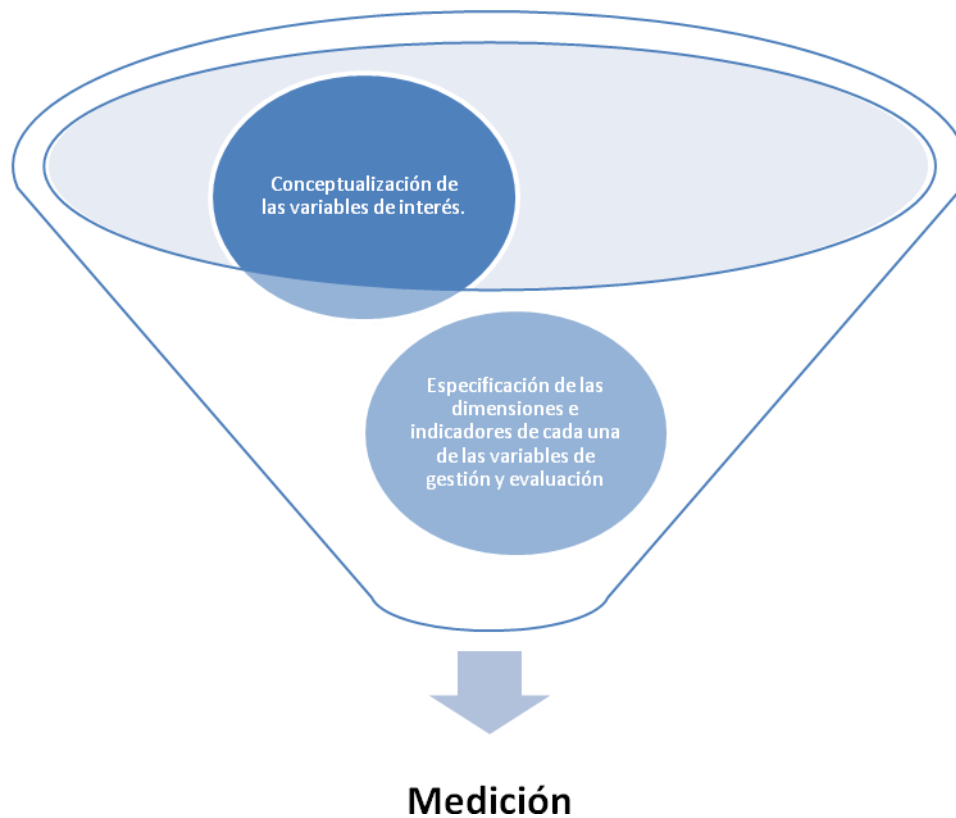 Conceptualización de
las variables de interés.
Especificación de las
dimensiones e
indicadores de cada una
de las variables de
gestión y evaluación
Medición